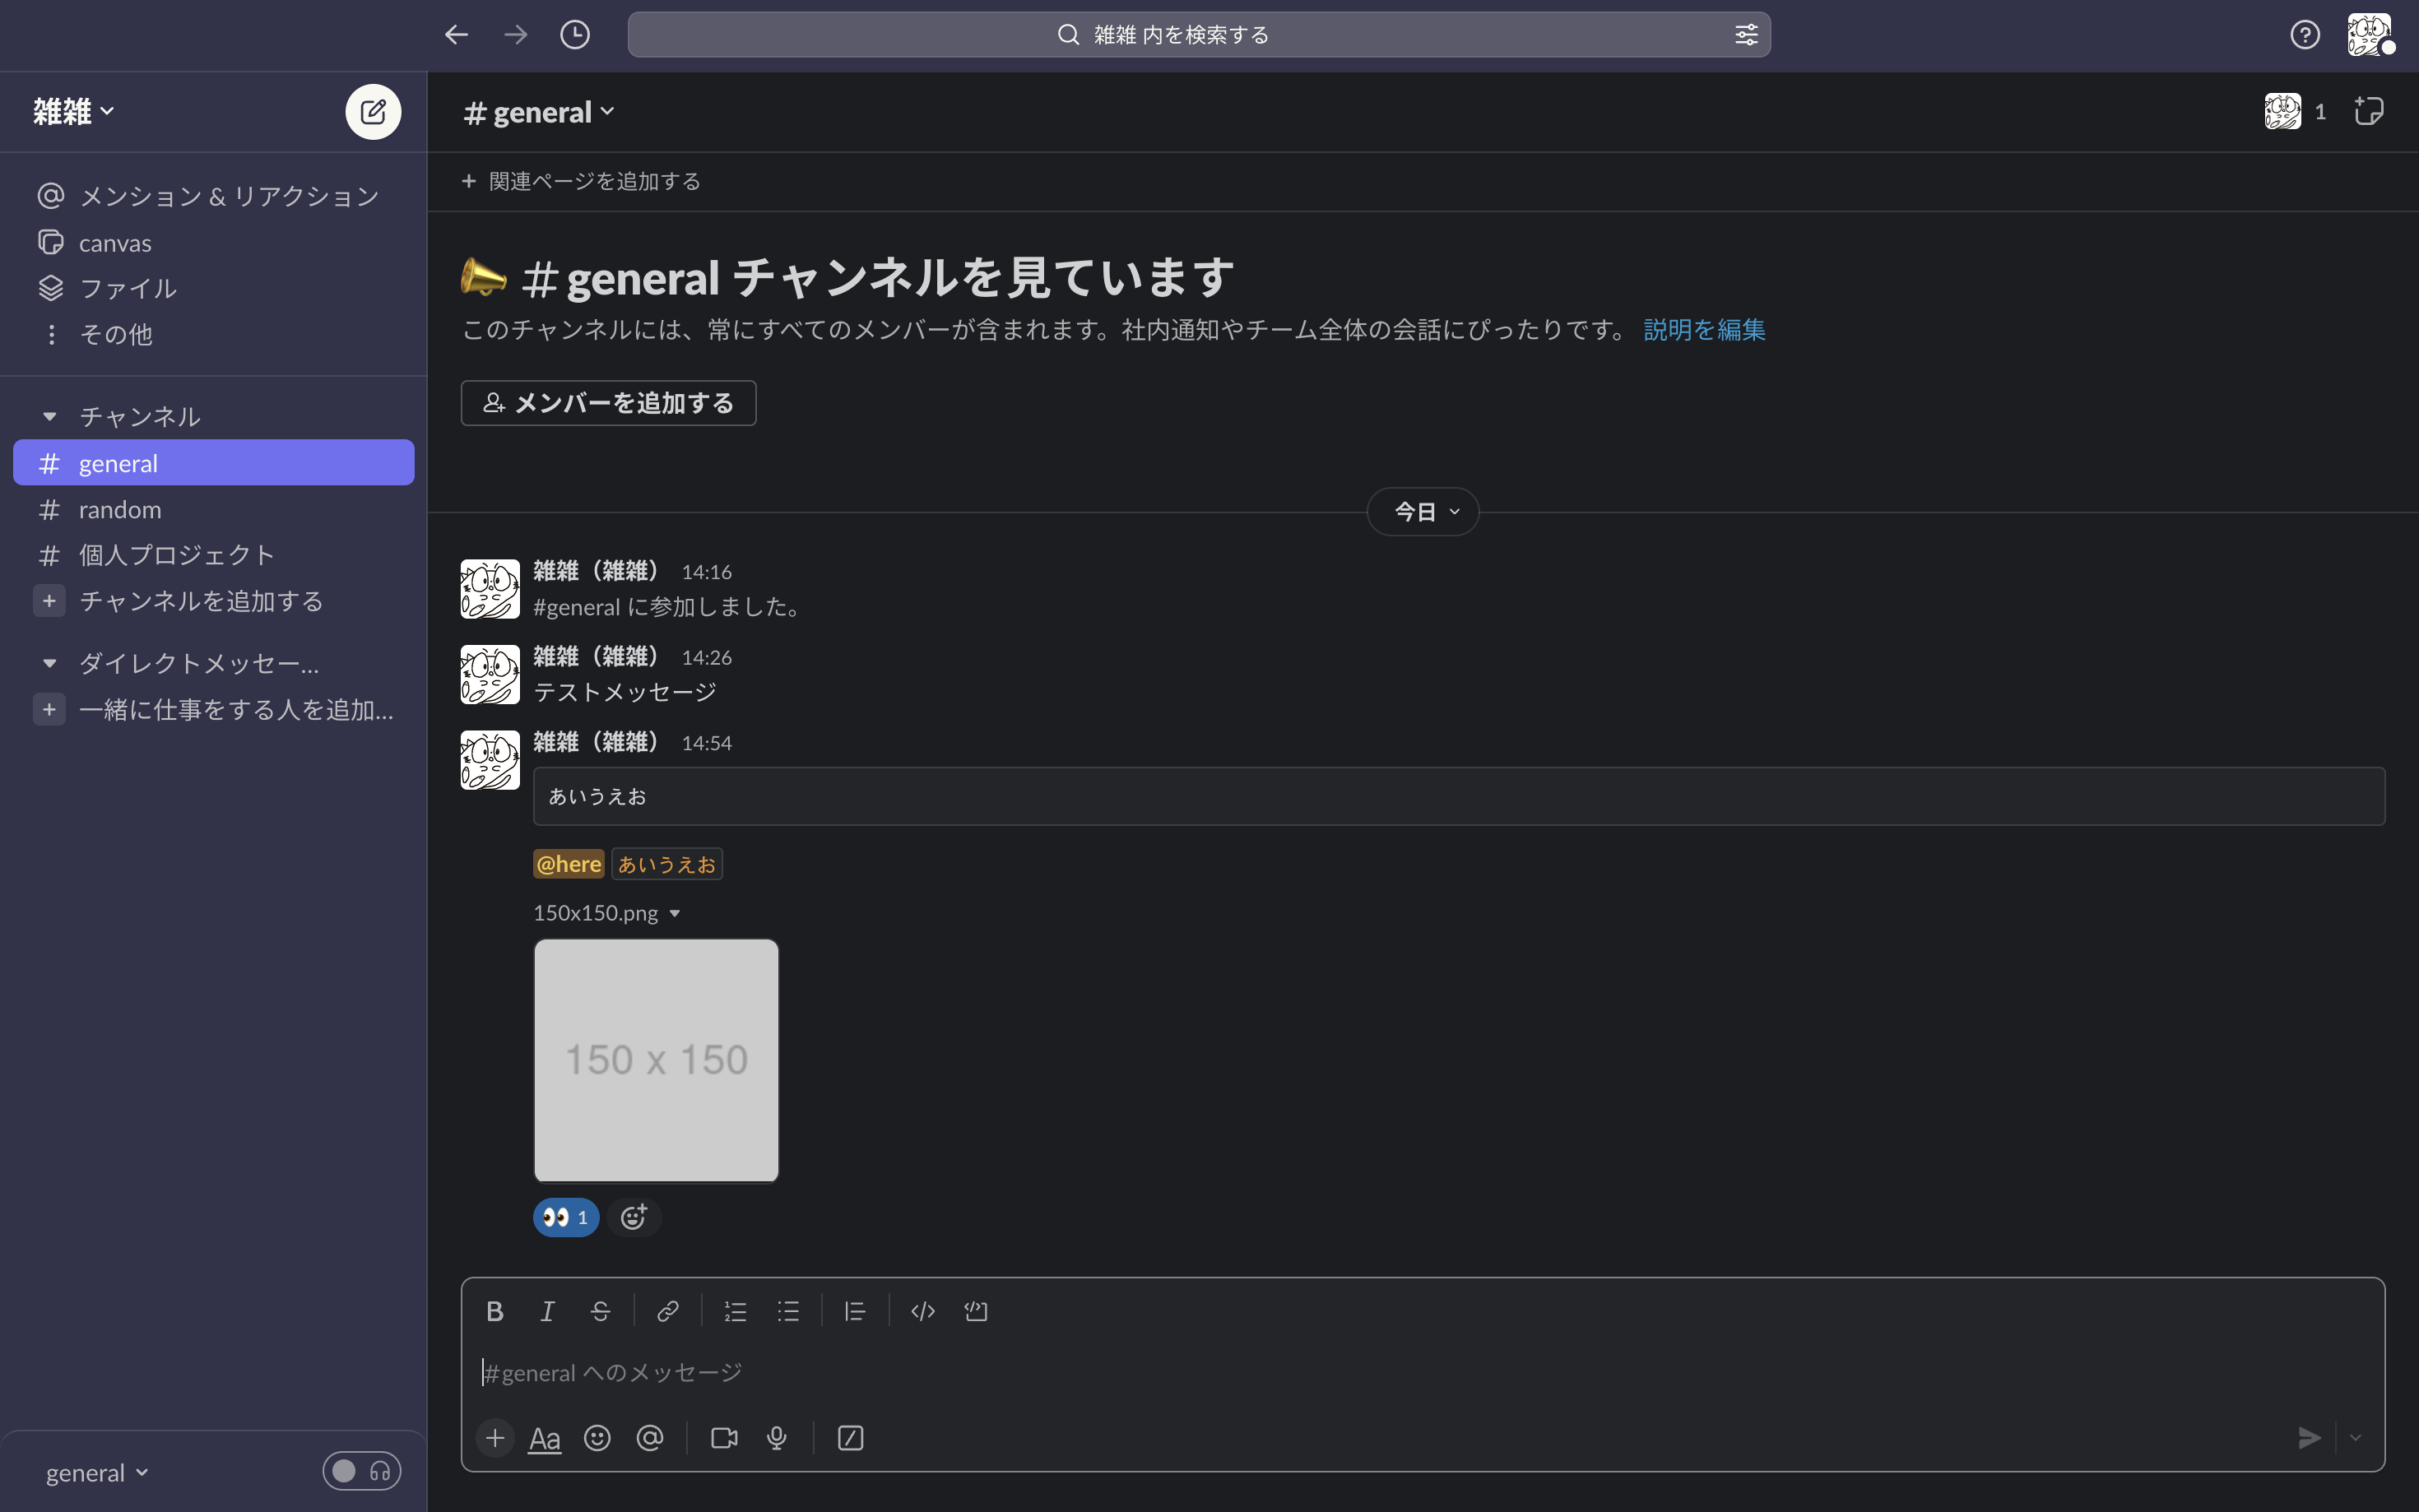 雑雑 内を検索する
雑雑
メンション & リアクション
canvas
ファイル
その他
チャンネル
# general
# random
# 個人プロジェクト
+ チャンネルを追加する
ダイレクトメッセー...
+ 一緒に仕事をする人を追加...
general
# general
1
+ 関連ページを追加する
#general チャンネルを見ています
このチャンネルには、常にすべてのメンバーが含まれます。社内通知やチーム全体の会話にぴったりです。 説明を編集
メンバーを追加する
今日
雑雑（雑雑） 14:16
#general に参加しました。
雑雑（雑雑） 14:26
テストメッセージ
雑雑（雑雑） 14:54
あいうえお
@here あいうえお
150x150.png
150 x 150
1
B I S
#general へのメッセージ
+ Aa @